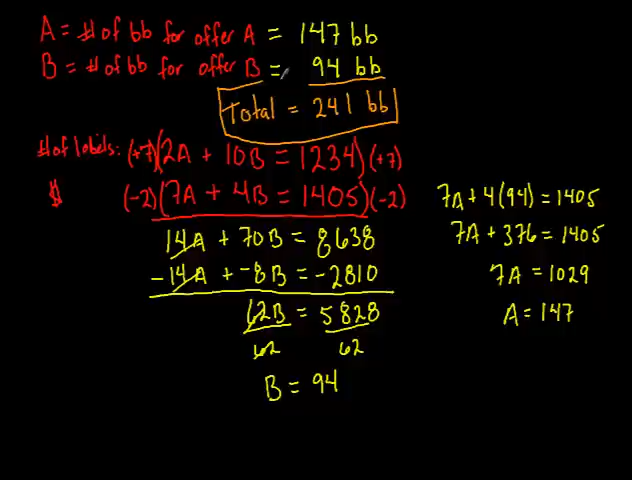 A = # of bb for offer A = 147 bb
B = # of bb for offer B = 94 bb
Total = 241 bb
# of labels: (+7)(2A + 10B = 1234)(+7)
$ (-2)(7A + 4B = 1405)(-2)
14A + 70B = 8638
-14A + -8B = -2810
62B = 5828
62 62
B = 94
7A + 4(94) = 1405
7A + 376 = 1405
7A = 1029
A = 147